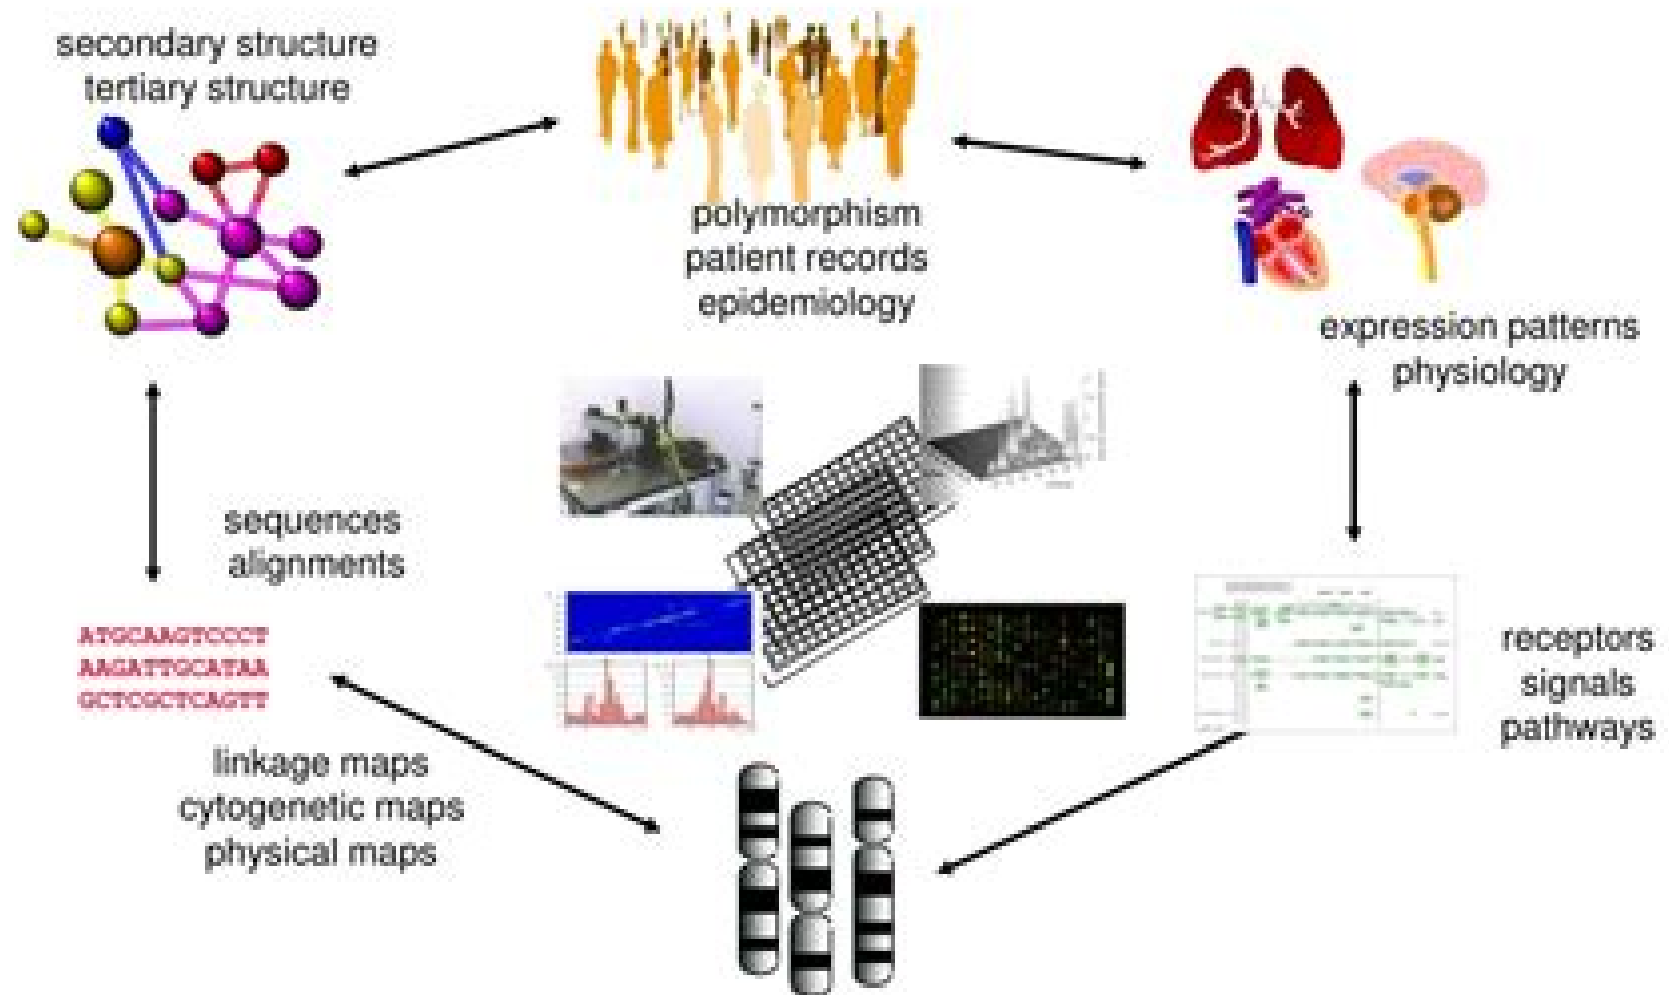 secondary structure
tertiary structure
polymorphism
patient records
epidemiology
expression patterns
physiology
sequences
alignments
ATGCAAGTCCCT
AAGATTGCATAA
GCTCGCTCAGTT
receptors
signals
pathways
linkage maps
cytogenetic maps
physical maps